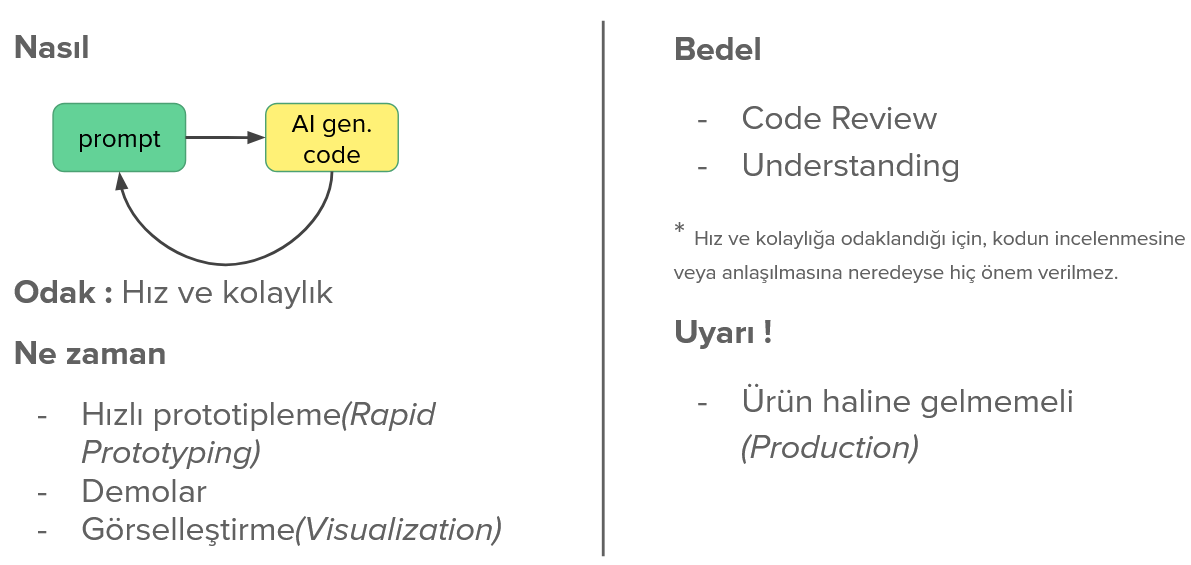 Nasıl
prompt
AI gen.
code
Odak : Hız ve kolaylık
Ne zaman
- Hızlı prototipleme(Rapid
Prototyping)
- Demolar
- Görselleştirme(Visualization)
Bedel
- Code Review
- Understanding
* Hız ve kolaylığa odaklandığı için, kodun incelenmesine
veya anlaşılmasına neredeyse hiç önem verilmez.
Uyarı !
- Ürün haline gelmemeli
(Production)